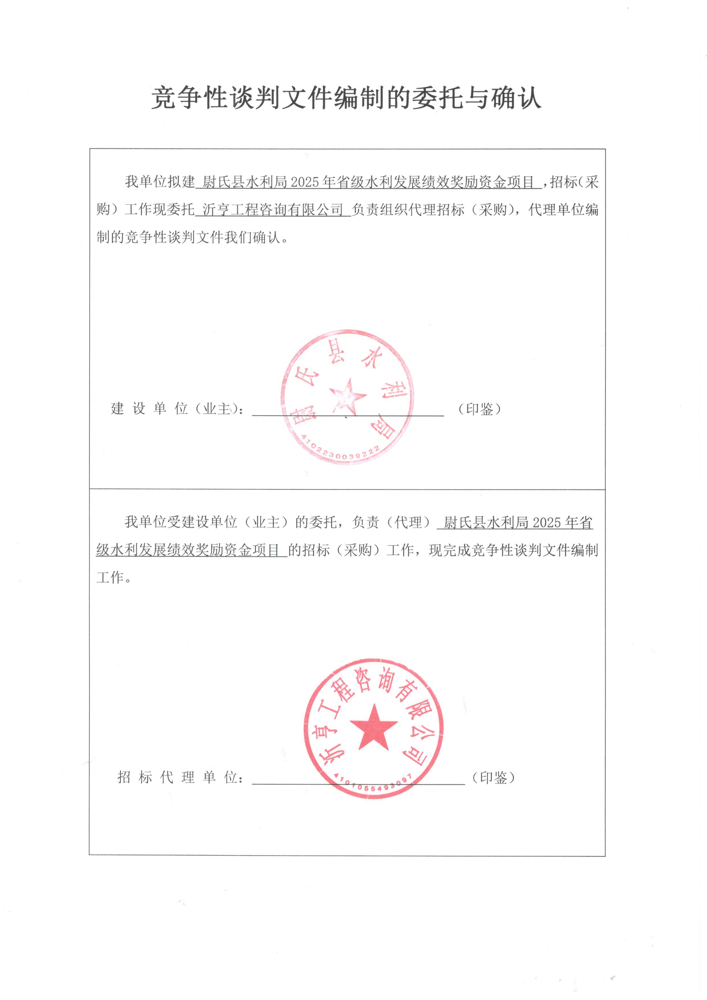 竞争性谈判文件编制的委托与确认
我单位拟建 尉氏县水利局2025年省级水利发展绩效奖励资金项目 ，招标（采
购）工作现委托 沂亨工程咨询有限公司 负责组织代理招标（采购），代理单位编
制的竞争性谈判文件我们确认。
尉氏县水利局
建 设 单 位（业主）： （印鉴）
4102230039222
我单位受建设单位（业主）的委托，负责（代理） 尉氏县水利局2025年省
级水利发展绩效奖励资金项目 的招标（采购）工作，现完成竞争性谈判文件编制
工作。
沂亨工程咨询有限公司
招 标 代 理 单 位： （印鉴）
4101055493097